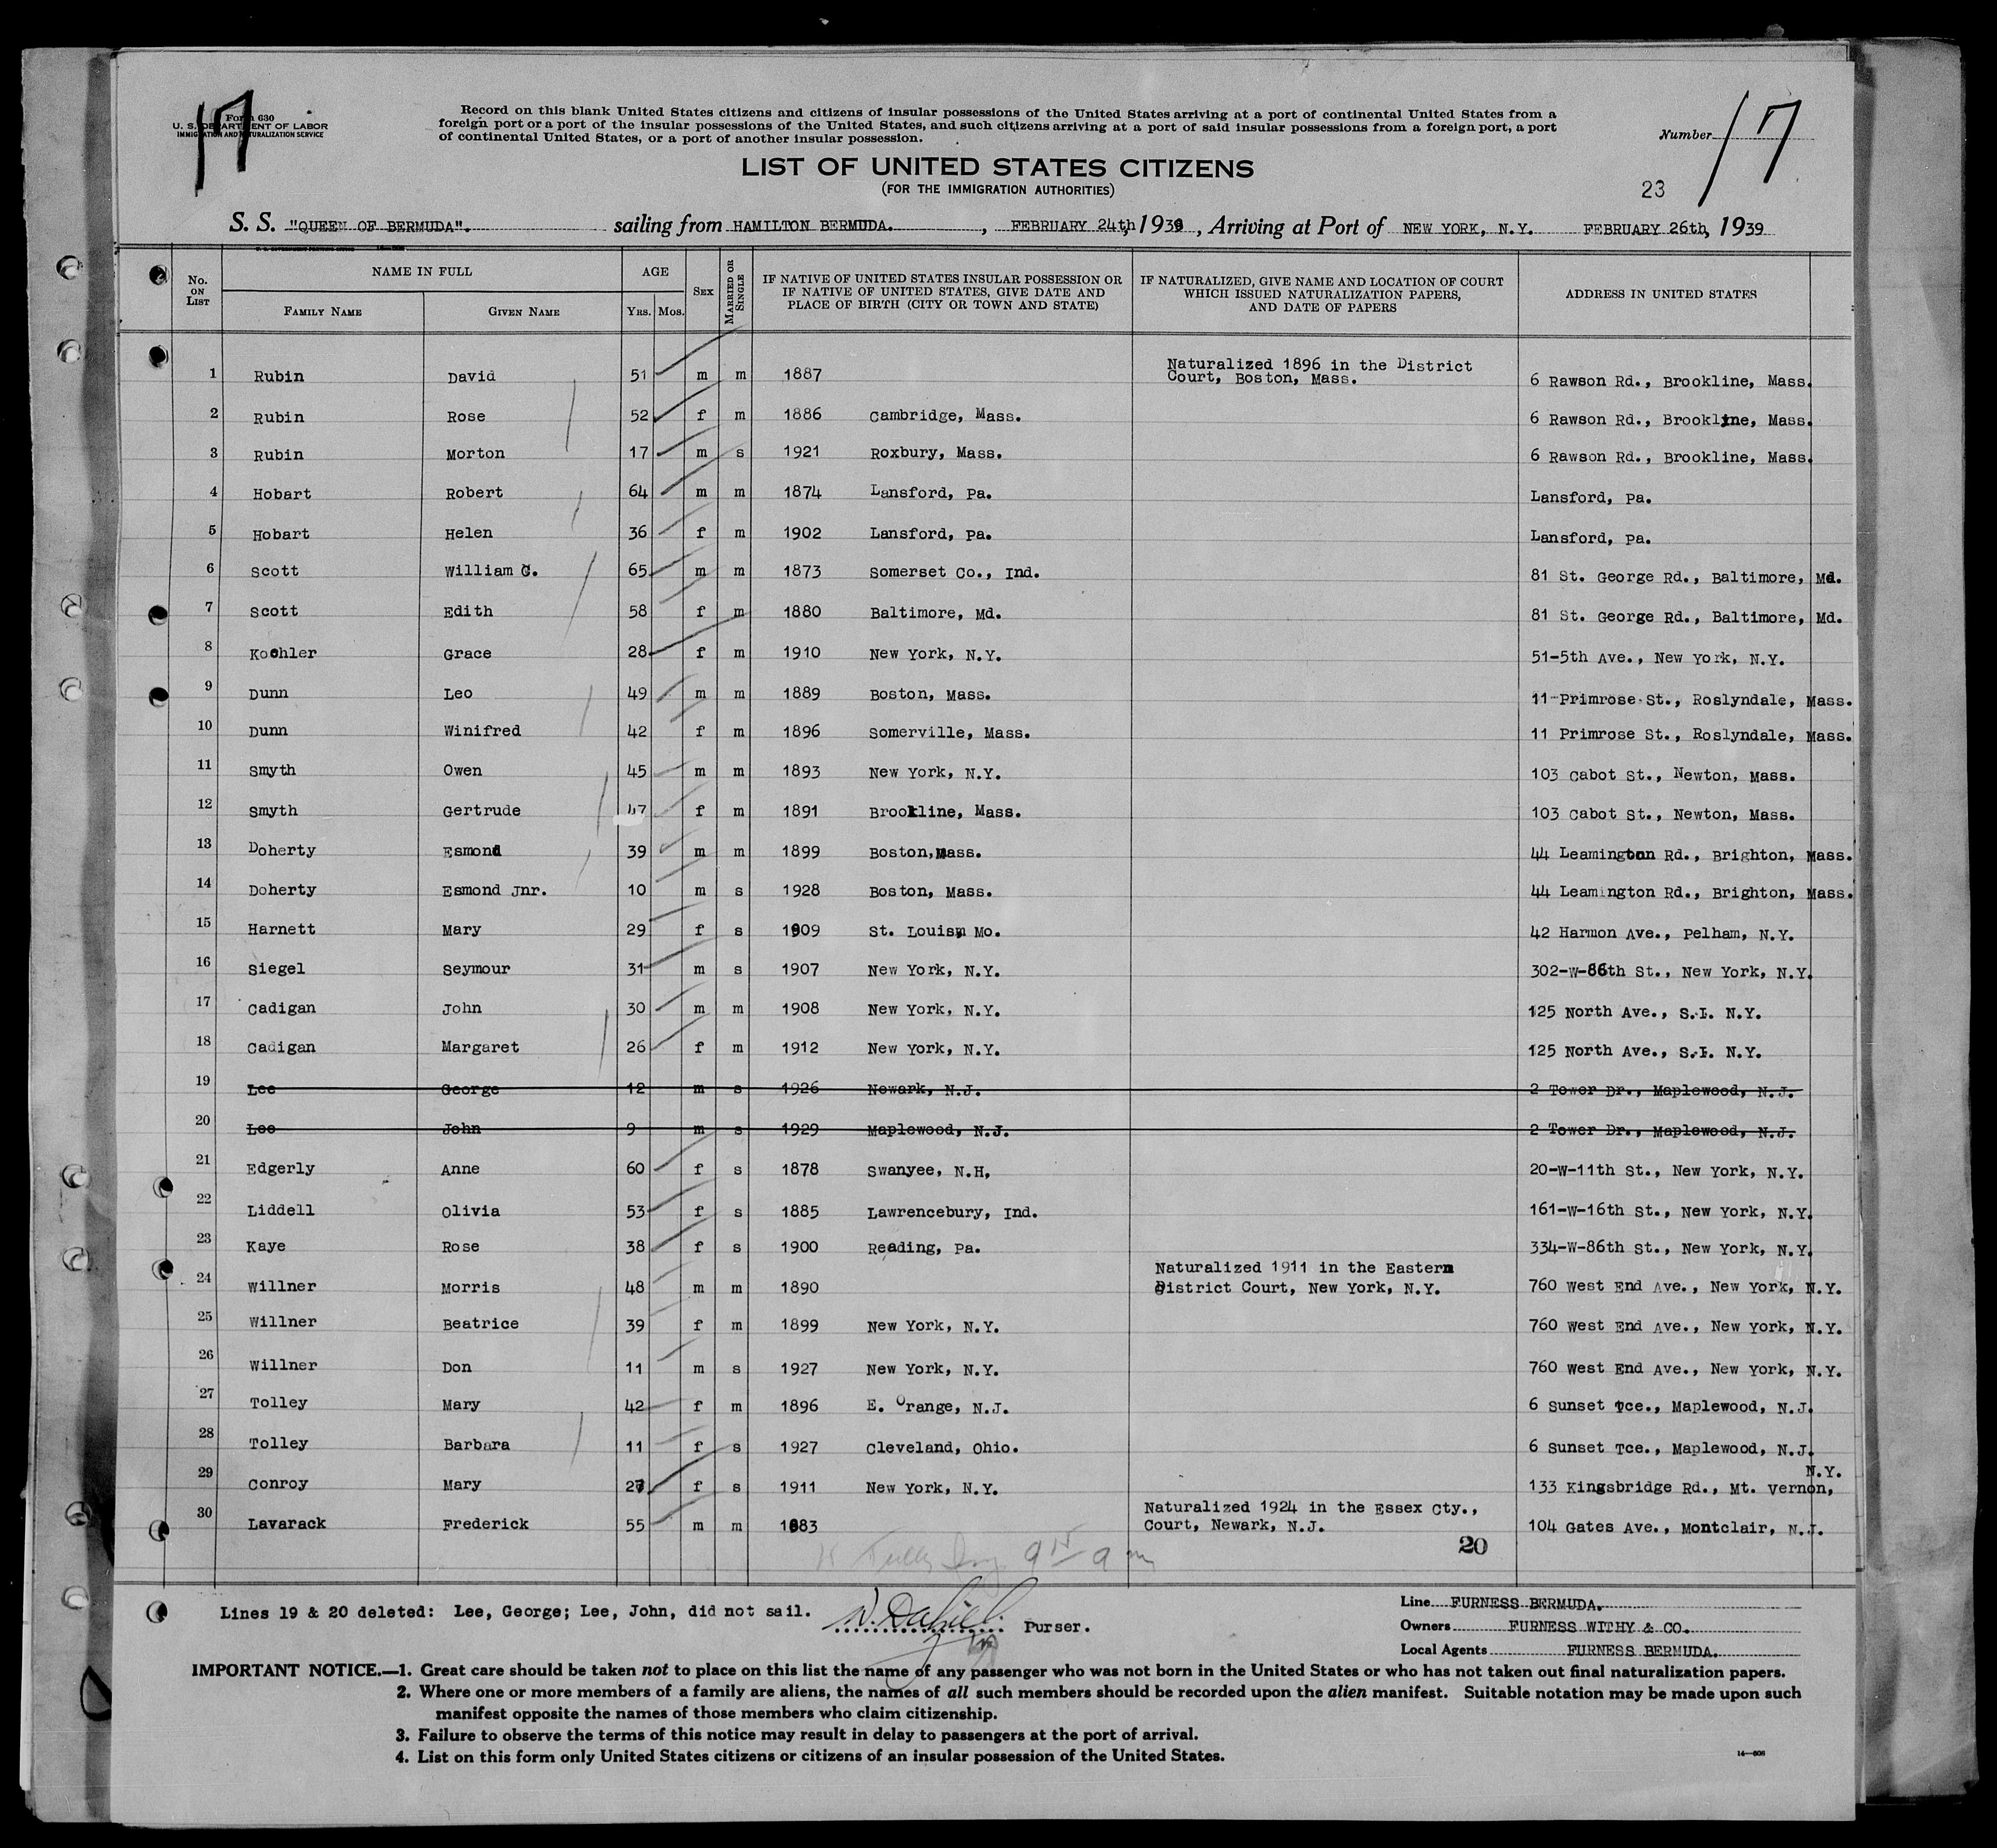 17
Form 630
U. S. DEPARTMENT OF LABOR
IMMIGRATION AND NATURALIZATION SERVICE
Record on this blank United States citizens and citizens of insular possessions of the United States arriving at a port of continental United States from a
foreign port or a port of the insular possessions of the United States, and such citizens arriving at a port of said insular possessions from a foreign port, a port
of continental United States, or a port of another insular possession.
Number 17
LIST OF UNITED STATES CITIZENS
(FOR THE IMMIGRATION AUTHORITIES)
23
S. S. "QUEEN OF BERMUDA". sailing from HAMILTON BERMUDA. , FEBRUARY 24th, 1939 , Arriving at Port of NEW YORK, N.Y. FEBRUARY 26th, 1939
No. ON LIST NAME IN FULL FAMILY NAME GIVEN NAME AGE YRS. MOS. SEX MARRIED OR SINGLE IF NATIVE OF UNITED STATES INSULAR POSSESSION OR IF NATIVE OF UNITED STATES, GIVE DATE AND PLACE OF BIRTH (CITY OR TOWN AND STATE) IF NATURALIZED, GIVE NAME AND LOCATION OF COURT WHICH ISSUED NATURALIZATION PAPERS, AND DATE OF PAPERS ADDRESS IN UNITED STATES
1 Rubin David 51 m m 1887 Naturalized 1896 in the District Court, Boston, Mass. 6 Rawson Rd., Brookline, Mass.
2 Rubin Rose 52 f m 1886 Cambridge, Mass. 6 Rawson Rd., Brookline, Mass.
3 Rubin Morton 17 m s 1921 Roxbury, Mass. 6 Rawson Rd., Brookline, Mass.
4 Hobart Robert 64 m m 1874 Lansford, Pa. Lansford, Pa.
5 Hobart Helen 36 f m 1902 Lansford, Pa. Lansford, Pa.
6 Scott William G. 65 m m 1873 Somerset Co., Ind. 81 St. George Rd., Baltimore, Md.
7 Scott Edith 58 f m 1880 Baltimore, Md. 81 St. George Rd., Baltimore, Md.
8 Koehler Grace 28 f m 1910 New York, N.Y. 51-5th Ave., New York, N.Y.
9 Dunn Leo 49 m m 1889 Boston, Mass. 11 Primrose St., Roslyndale, Mass.
10 Dunn Winifred 42 f m 1896 Somerville, Mass. 11 Primrose St., Roslyndale, Mass.
11 Smyth Owen 45 m m 1893 New York, N.Y. 103 Cabot St., Newton, Mass.
12 Smyth Gertrude 47 f m 1891 Brookline, Mass. 103 Cabot St., Newton, Mass.
13 Doherty Esmond 39 m m 1899 Boston, Mass. 44 Leamington Rd., Brighton, Mass.
14 Doherty Esmond Jnr. 10 m s 1928 Boston, Mass. 44 Leamington Rd., Brighton, Mass.
15 Harnett Mary 29 f s 1909 St. Louis, Mo. 42 Harmon Ave., Pelham, N.Y.
16 Siegel Seymour 31 m s 1907 New York, N.Y. 302-W-86th St., New York, N.Y.
17 Cadigan John 30 m m 1908 New York, N.Y. 125 North Ave., S.I. N.Y.
18 Cadigan Margaret 26 f m 1912 New York, N.Y. 125 North Ave., S.I. N.Y.
19 Lee George 12 m s 1926 Newark, N.J. 2 Tower Dr., Maplewood, N.J.
20 Lee John 9 m s 1929 Maplewood, N.J. 2 Tower Dr., Maplewood, N.J.
21 Edgerly Anne 60 f s 1878 Swanyee, N.H, 20-W-11th St., New York, N.Y.
22 Liddell Olivia 53 f s 1885 Lawrencebury, Ind. 161-W-16th St., New York, N.Y.
23 Kaye Rose 38 f s 1900 Reading, Pa. 334-W-86th St., New York, N.Y.
24 Willner Morris 48 m m 1890 Naturalized 1911 in the Eastern District Court, New York, N.Y. 760 West End Ave., New York, N.Y.
25 Willner Beatrice 39 f m 1899 New York, N.Y. 760 West End Ave., New York, N.Y.
26 Willner Don 11 m s 1927 New York, N.Y. 760 West End Ave., New York, N.Y.
27 Tolley Mary 42 f m 1896 E. Orange, N.J. 6 Sunset Tce., Maplewood, N.J.
28 Tolley Barbara 11 f s 1927 Cleveland, Ohio. 6 Sunset Tce., Maplewood, N.J.
29 Conroy Mary 27 f s 1911 New York, N.Y. 133 Kingsbridge Rd., Mt. Vernon, N.Y.
30 Lavarack Frederick 55 m m 1883 Naturalized 1924 in the Essex Cty., Court, Newark, N.J. 104 Gates Ave., Montclair, N.J.
20
Lines 19 & 20 deleted: Lee, George; Lee, John, did not sail. Purser.
Line FURNESS BERMUDA.
Owners FURNESS WITHY & CO.
Local Agents FURNESS BERMUDA.
IMPORTANT NOTICE.—1. Great care should be taken not to place on this list the name of any passenger who was not born in the United States or who has not taken out final naturalization papers.
2. Where one or more members of a family are aliens, the names of all such members should be recorded upon the alien manifest. Suitable notation may be made upon such
manifest opposite the names of those members who claim citizenship.
3. Failure to observe the terms of this notice may result in delay to passengers at the port of arrival.
4. List on this form only United States citizens or citizens of an insular possession of the United States.
14—608